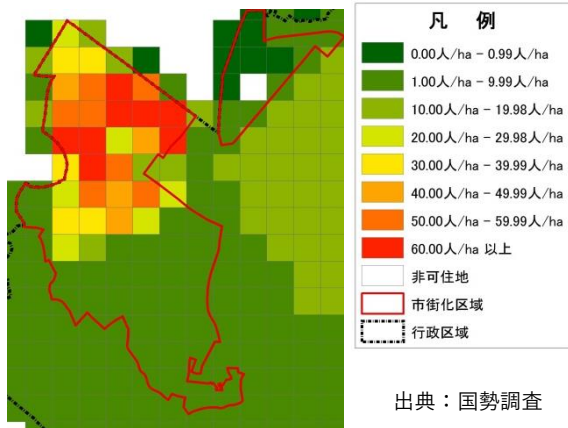 凡 例
0.00人/ha - 0.99人/ha
1.00人/ha - 9.99人/ha
10.00人/ha - 19.98人/ha
20.00人/ha - 29.98人/ha
30.00人/ha - 39.99人/ha
40.00人/ha - 49.99人/ha
50.00人/ha - 59.99人/ha
60.00人/ha 以上
非可住地
市街化区域
行政区域
出典：国勢調査